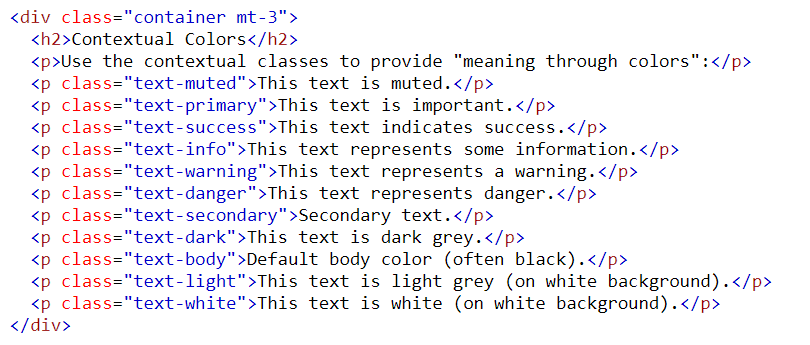 <div class="container mt-3">
  <h2>Contextual Colors</h2>
  <p>Use the contextual classes to provide "meaning through colors":</p>
  <p class="text-muted">This text is muted.</p>
  <p class="text-primary">This text is important.</p>
  <p class="text-success">This text indicates success.</p>
  <p class="text-info">This text represents some information.</p>
  <p class="text-warning">This text represents a warning.</p>
  <p class="text-danger">This text represents danger.</p>
  <p class="text-secondary">Secondary text.</p>
  <p class="text-dark">This text is dark grey.</p>
  <p class="text-body">Default body color (often black).</p>
  <p class="text-light">This text is light grey (on white background).</p>
  <p class="text-white">This text is white (on white background).</p>
</div>